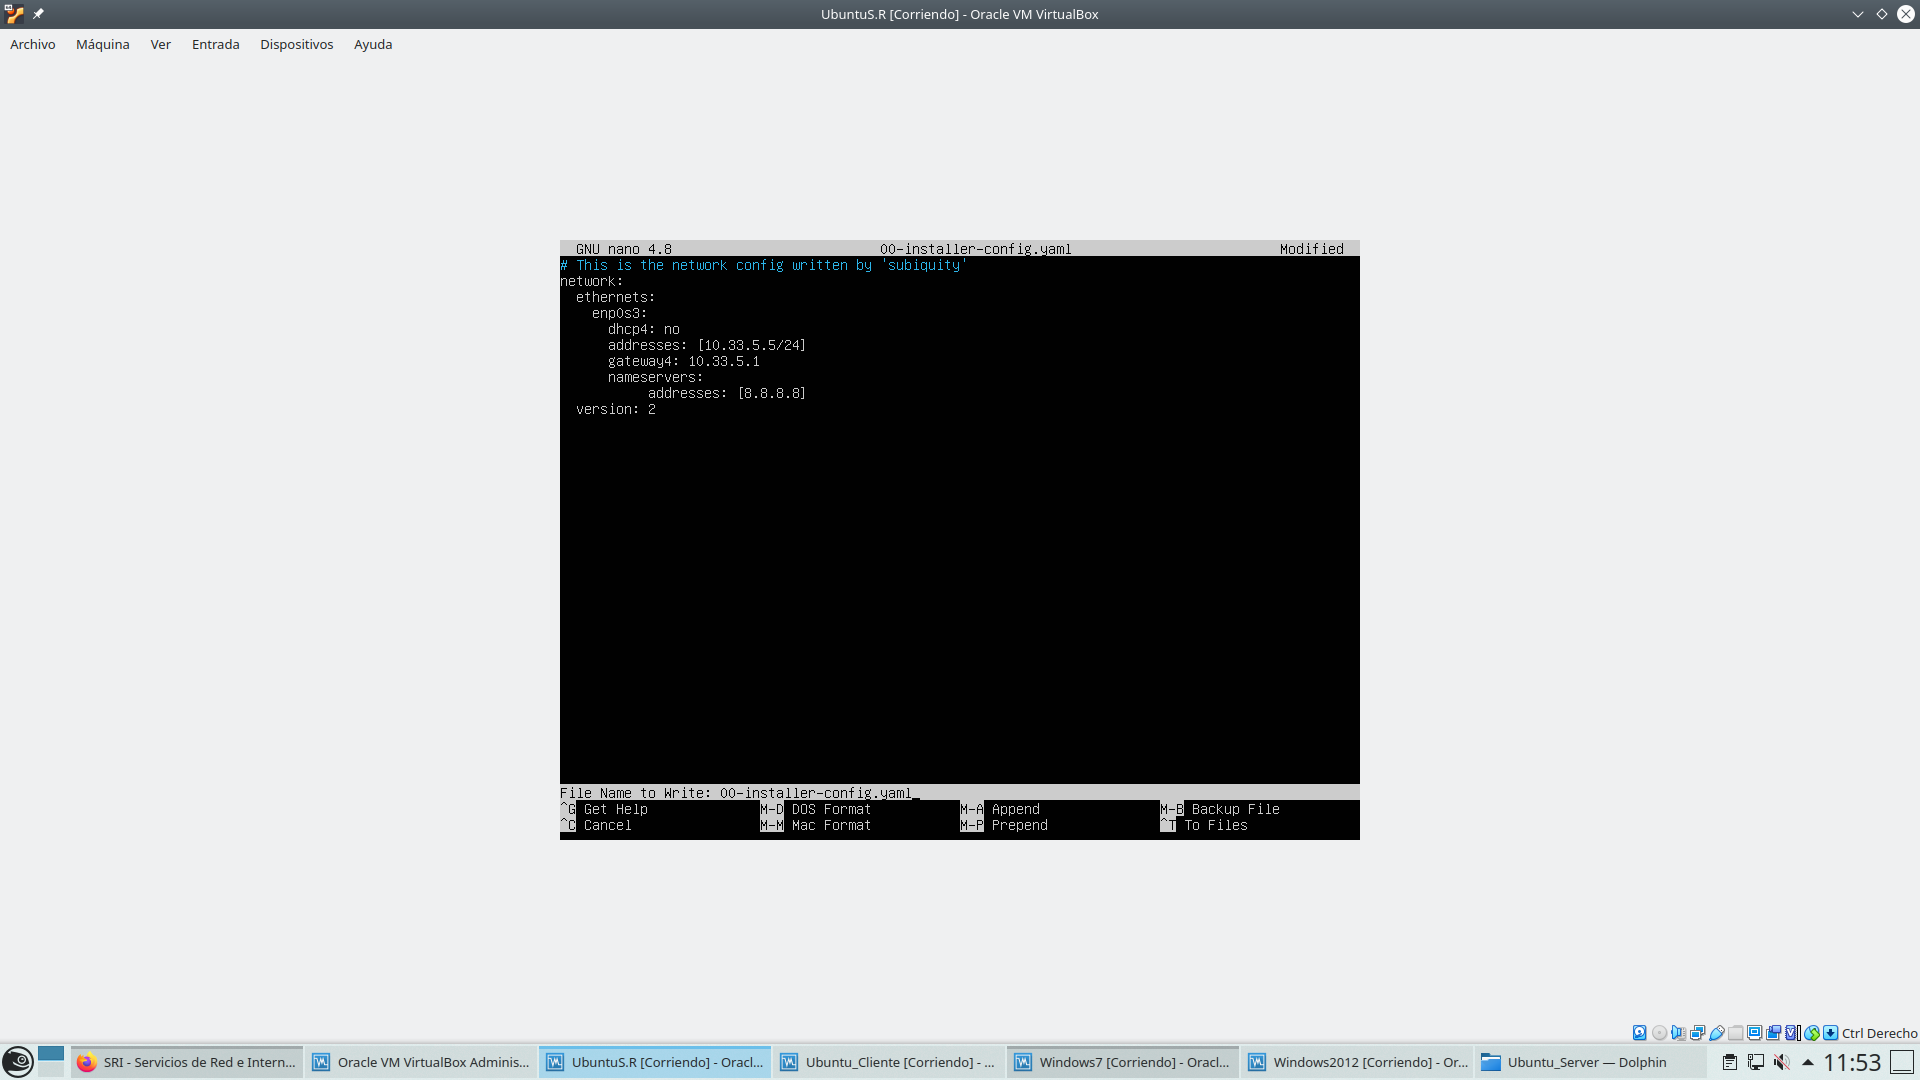 UbuntuS.R [Corriendo] - Oracle VM VirtualBox
Archivo Máquina Ver Entrada Dispositivos Ayuda
GNU nano 4.8 00-installer-config.yaml Modified
# This is the network config written by 'subiquity'
network:
  ethernets:
    enp0s3:
      dhcp4: no
      addresses: [10.33.5.5/24]
      gateway4: 10.33.5.1
      nameservers:
           addresses: [8.8.8.8]
  version: 2
File Name to Write: 00-installer-config.yaml
^G Get Help M-D DOS Format M-A Append M-B Backup File
^C Cancel M-M Mac Format M-P Prepend ^T To Files
Ctrl Derecho
SRI - Servicios de Red e Intern... Oracle VM VirtualBox Adminis... UbuntuS.R [Corriendo] - Oracl... Ubuntu_Cliente [Corriendo] - ... Windows7 [Corriendo] - Oracl... Windows2012 [Corriendo] - Or... Ubuntu_Server — Dolphin 11:53